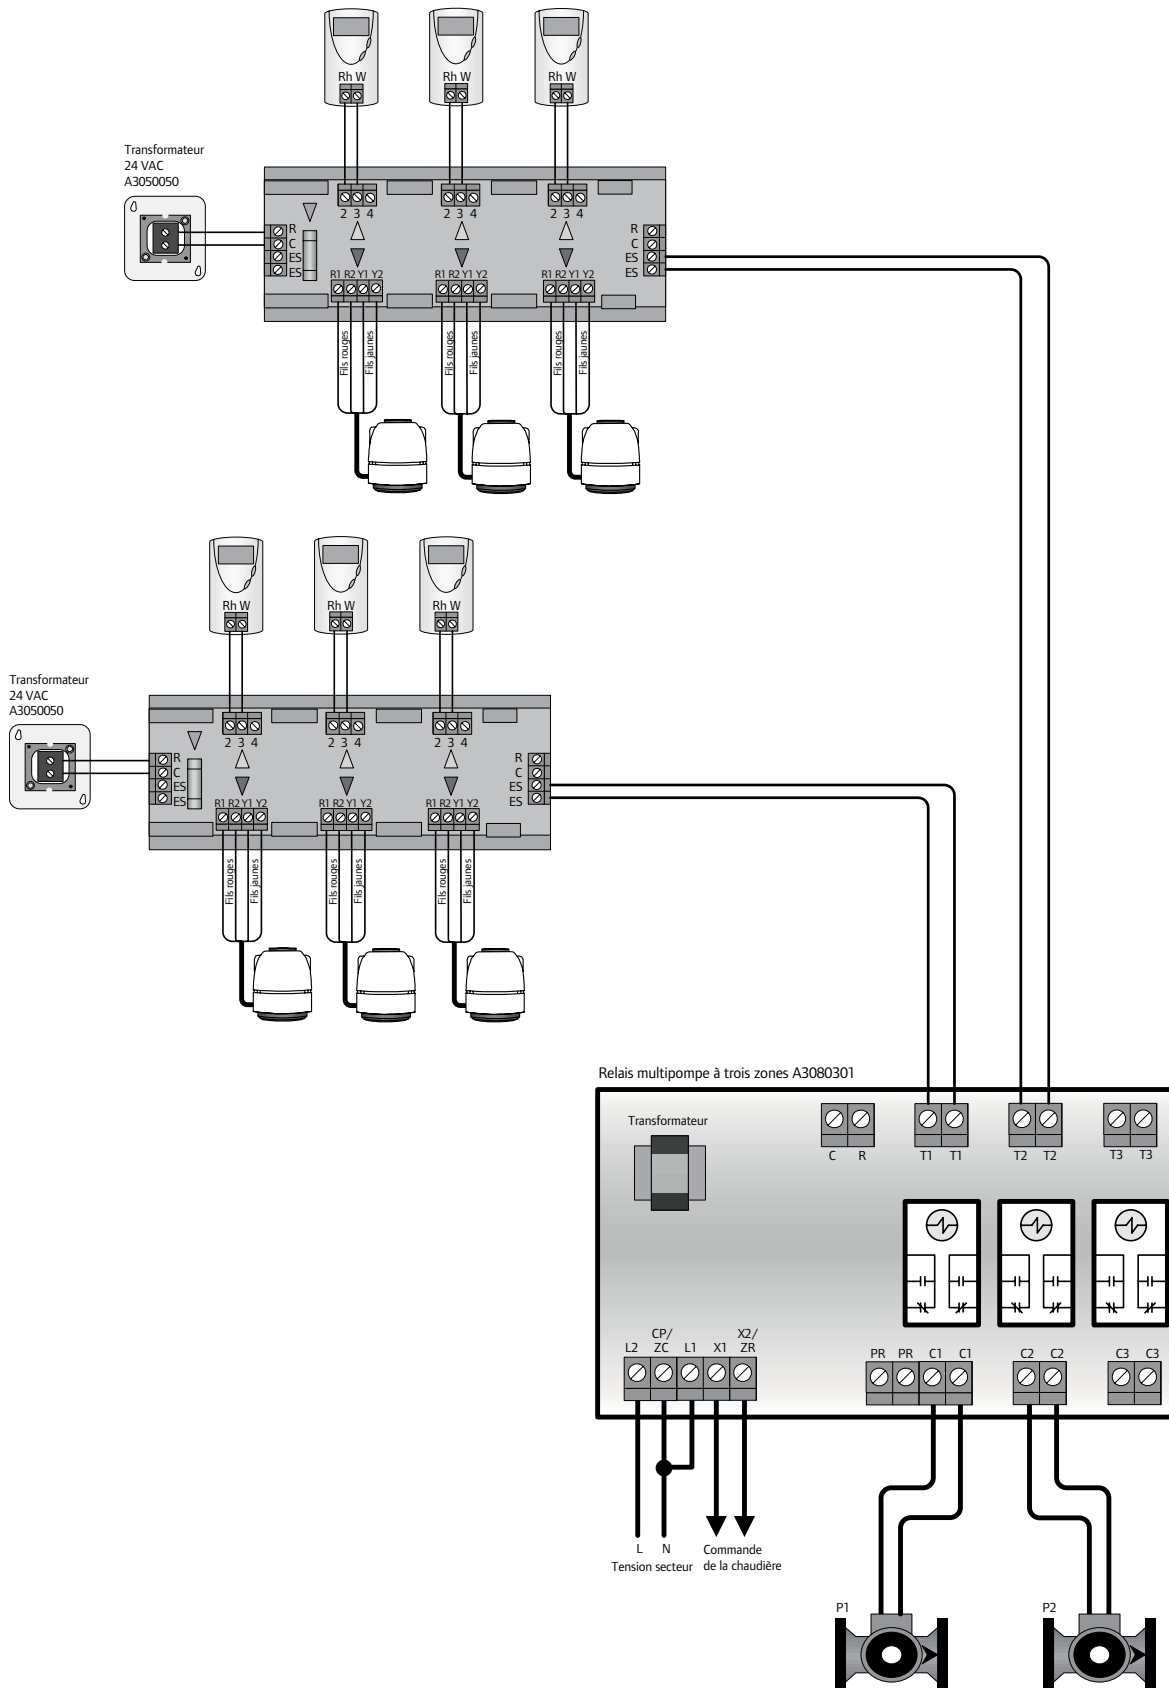 Rh W Rh W Rh W
Transformateur
24 VAC
A3050050
2 3 4 2 3 4 2 3 4
R R
C C
ES ES
ES ES
R1 R2 Y1 Y2 R1 R2 Y1 Y2 R1 R2 Y1 Y2
Fils rouges Fils jaunes Fils rouges Fils jaunes Fils rouges Fils jaunes
Rh W Rh W Rh W
Transformateur
24 VAC
A3050050
2 3 4 2 3 4 2 3 4
R R
C C
ES ES
ES ES
R1 R2 Y1 Y2 R1 R2 Y1 Y2 R1 R2 Y1 Y2
Fils rouges Fils jaunes Fils rouges Fils jaunes Fils rouges Fils jaunes
Relais multipompe à trois zones A3080301
Transformateur
C R T1 T1 T2 T2 T3 T3
L2 CP/ZC L1 X1 X2/ZR
PR PR C1 C1 C2 C2 C3 C3
L N
Tension secteur
Commande
de la chaudière
P1 P2